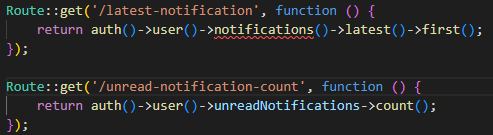 Route::get('/latest-notification', function () {
    return auth()->user()->notifications()->latest()->first();
});
Route::get('/unread-notification-count', function () {
    return auth()->user()->unreadNotifications->count();
});